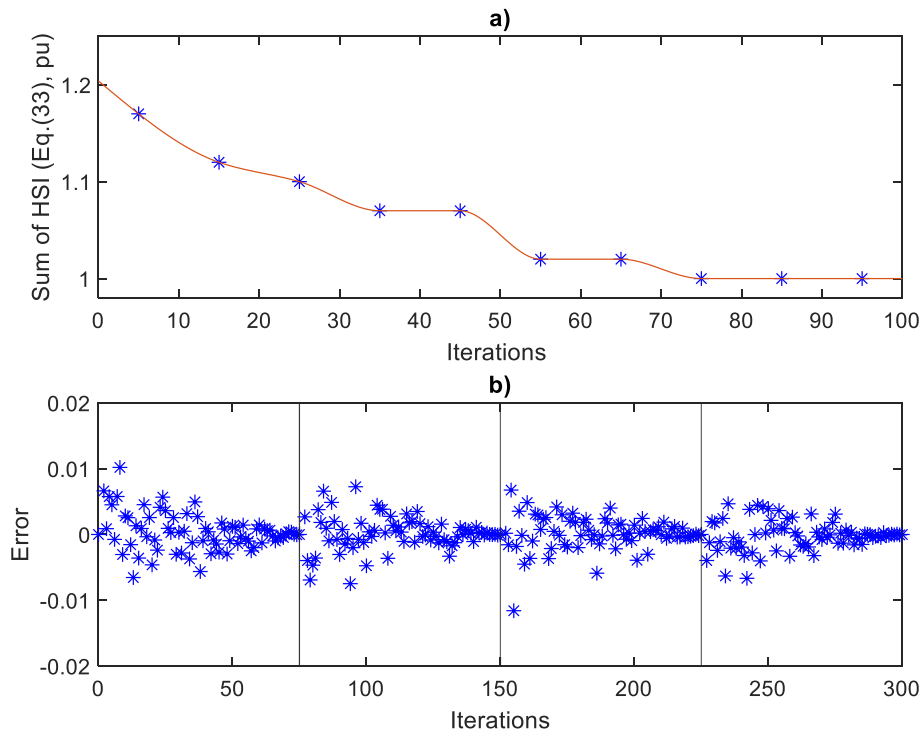 a)
Sum of HSI (Eq.(33), pu)
1.2
1.1
1
0 10 20 30 40 50 60 70 80 90 100
Iterations
b)
Error
0.02
0.01
0
-0.01
-0.02
0 50 100 150 200 250 300
Iterations